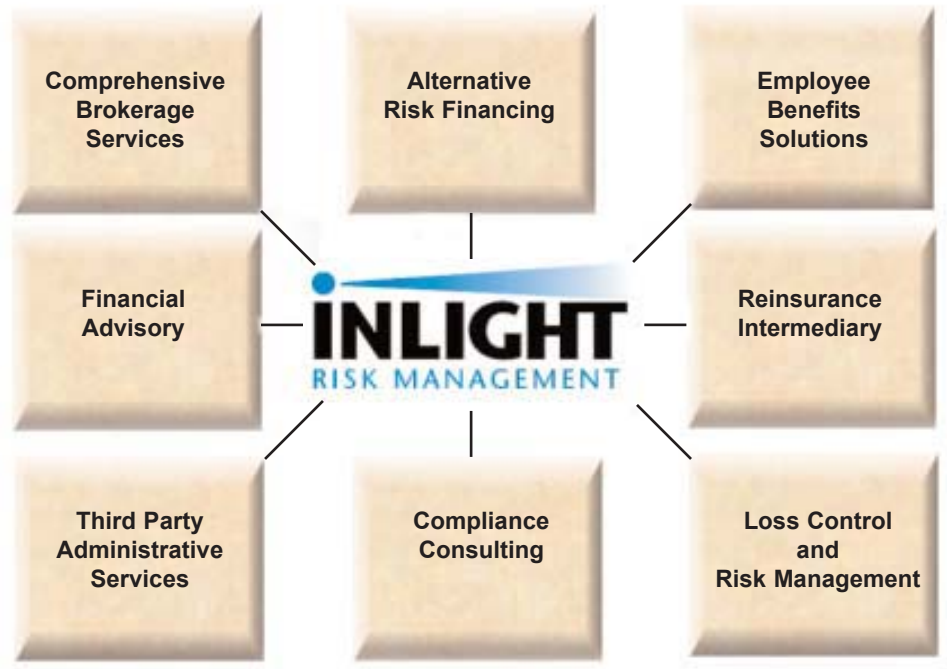 Comprehensive
Brokerage
Services
Alternative
Risk Financing
Employee
Benefits
Solutions
Financial
Advisory
INLIGHT
RISK MANAGEMENT
Reinsurance
Intermediary
Third Party
Administrative
Services
Compliance
Consulting
Loss Control
and
Risk Management